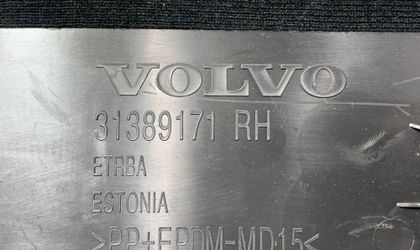 VOLVO
31389171 RH
ETRBA
ESTONIA
>PP+EPDM-MD15<